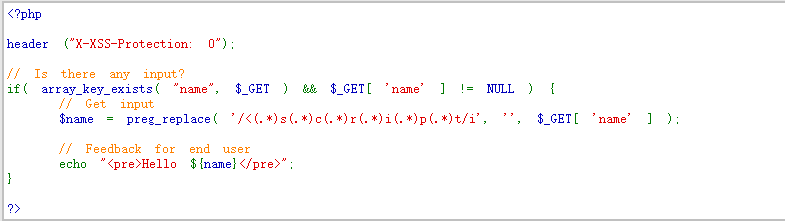 <?php
header ("X-XSS-Protection: 0");
// Is there any input?
if( array_key_exists( "name", $_GET ) && $_GET[ 'name' ] != NULL ) {
// Get input
$name = preg_replace( '/<(.*)s(.*)c(.*)r(.*)i(.*)p(.*)t/i', '', $_GET[ 'name' ] );
// Feedback for end user
echo "<pre>Hello ${name}</pre>";
}
?>